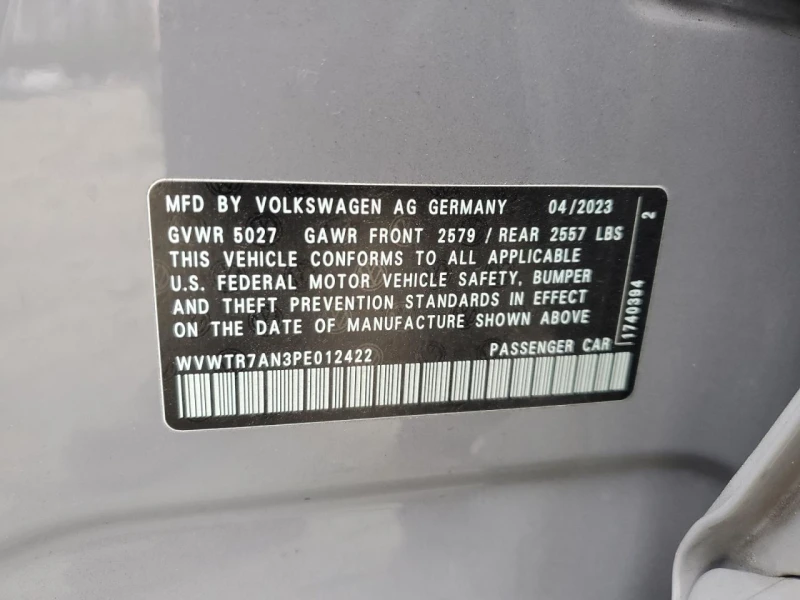 MFD BY VOLKSWAGEN AG GERMANY 04/2023
GVWR 5027 GAWR FRONT 2579 / REAR 2557 LBS
THIS VEHICLE CONFORMS TO ALL APPLICABLE
U.S. FEDERAL MOTOR VEHICLE SAFETY, BUMPER
AND THEFT PREVENTION STANDARDS IN EFFECT
ON THE DATE OF MANUFACTURE SHOWN ABOVE
WVWTR7AN3PE012422 PASSENGER CAR
1740394 2